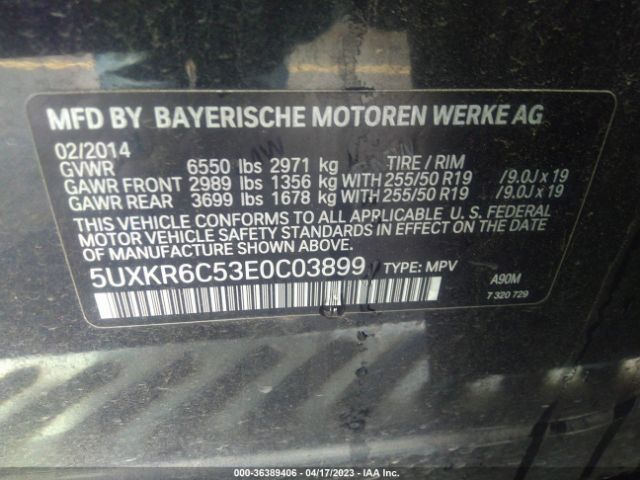 MFD BY BAYERISCHE MOTOREN WERKE AG
02/2014
GVWR 6550 lbs 2971 kg TIRE / RIM
GAWR FRONT 2989 lbs 1356 kg WITH 255/50 R19 /9.0J x 19
GAWR REAR 3699 lbs 1678 kg WITH 255/50 R19 /9.0J x 19
THIS VEHICLE CONFORMS TO ALL APPLICABLE U. S. FEDERAL
MOTOR VEHICLE SAFETY STANDARDS IN EFFECT ON THE DATE
OF MANUFACTURE SHOWN ABOVE.
5UXKR6C53E0C03899 TYPE: MPV A90M
7 320 729
000-36389406 - 04/17/2023 - IAA Inc.